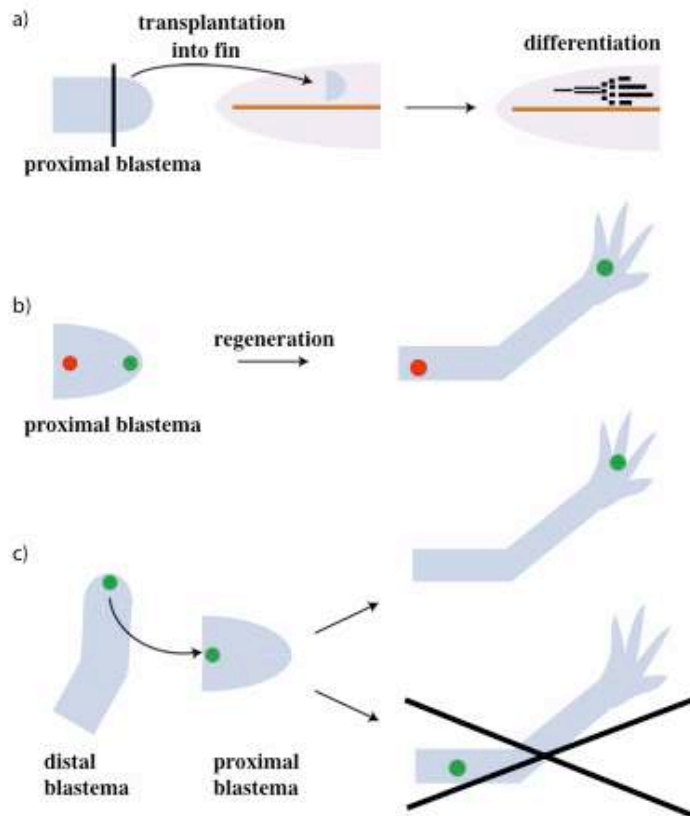 a)
transplantation
into fin
differentiation
proximal blastema
b)
regeneration
proximal blastema
c)
distal
blastema
proximal
blastema